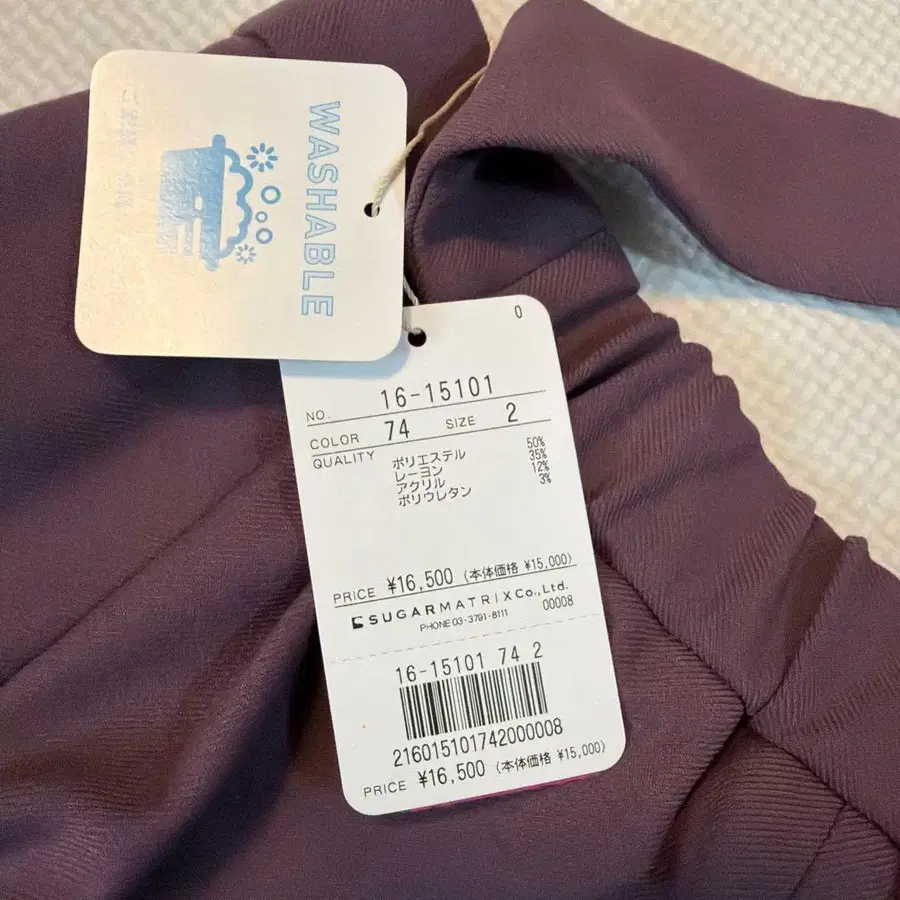 WASHABLE
0
NO. 16-15101
COLOR 74 SIZE 2
QUALITY
ポリエステル 50%
レーヨン 35%
アクリル 12%
ポリウレタン 3%
PRICE ¥16,500 (本体価格 ¥15,000)
SUGARMATRIX Co., Ltd.
PHONE 03-3791-8111 00008
16-15101 74 2
216015101742000008
PRICE ¥16,500 (本体価格 ¥15,000)